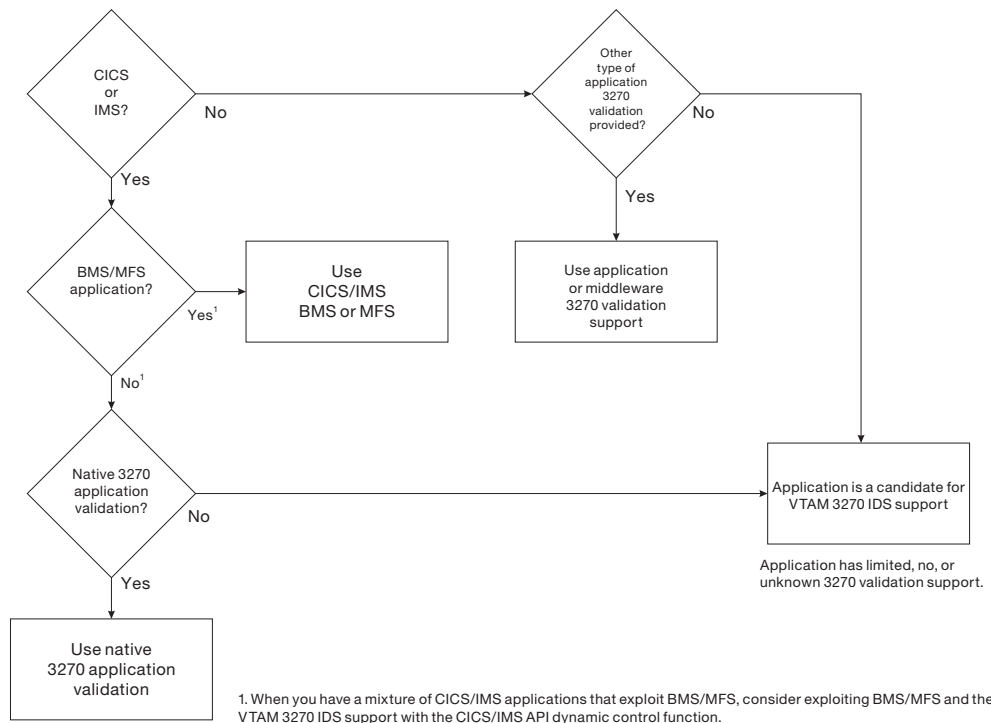 CICS
or
IMS?
No
Yes
Other
type of
application
3270
validation
provided?
No
Yes
BMS/MFS
application?
Yes¹
No¹
Use
CICS/IMS
BMS or MFS
Use application
or middleware
3270 validation
support
Native 3270
application
validation?
No
Yes
Application is a candidate for
VTAM 3270 IDS support
Application has limited, no, or
unknown 3270 validation support.
Use native
3270 application
validation
1. When you have a mixture of CICS/IMS applications that exploit BMS/MFS, consider exploiting BMS/MFS and the
VTAM 3270 IDS support with the CICS/IMS API dynamic control function.